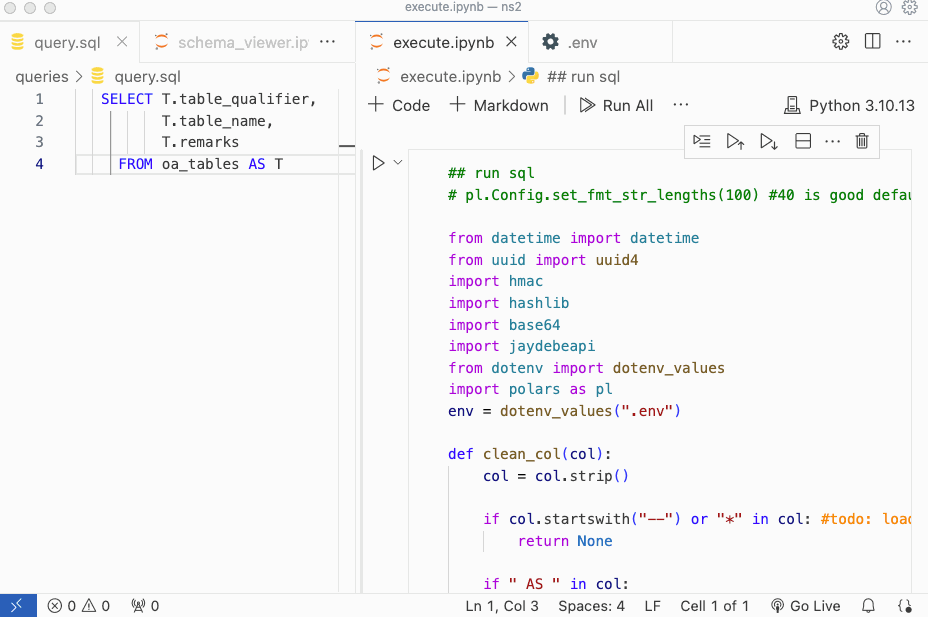 execute.ipynb — ns2
query.sql
schema_viewer.ip
execute.ipynb
.env
queries > query.sql
execute.ipynb > ## run sql
+ Code + Markdown Run All ... Python 3.10.13
1 SELECT T.table_qualifier,
2 T.table_name,
3 T.remarks
4 FROM oa_tables AS T
## run sql
# pl.Config.set_fmt_str_lengths(100) #40 is good defau
from datetime import datetime
from uuid import uuid4
import hmac
import hashlib
import base64
import jaydebeapi
from dotenv import dotenv_values
import polars as pl
env = dotenv_values(".env")
def clean_col(col):
col = col.strip()
if col.startswith("--") or "*" in col: #todo: load
return None
if " AS " in col:
0 0 0 Ln 1, Col 3 Spaces: 4 LF Cell 1 of 1 Go Live